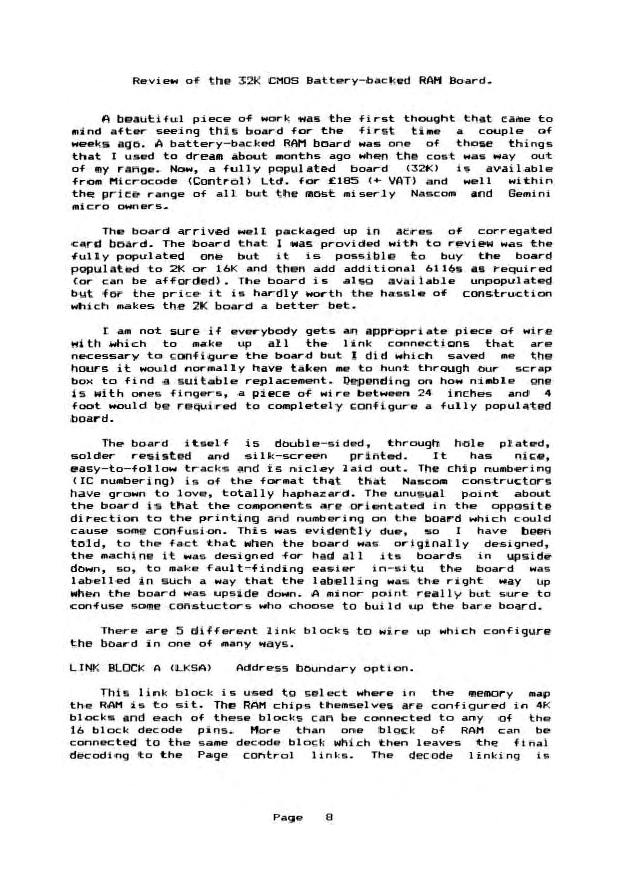 Review of the 32K CMOS Battery-backed RAM Board.
A beautiful piece of work was the first thought that came to
mind after seeing this board for the first time a couple of
weeks ago. A battery-backed RAM board was one of those things
that I used to dream about months ago when the cost was way out
of my range. Now, a fully populated board (32K) is available
from Microcode (Control) Ltd. for £185 (+ VAT) and well within
the price range of all but the most miserly Nascom and Gemini
micro owners.
The board arrived well packaged up in acres of corregated
card board. The board that I was provided with to review was the
fully populated one but it is possible to buy the board
populated to 2K or 16K and then add additional 6116s as required
(or can be afforded). The board is also available unpopulated
but for the price it is hardly worth the hassle of construction
which makes the 2K board a better bet.
I am not sure if everybody gets an appropriate piece of wire
with which to make up all the link connections that are
necessary to configure the board but I did which saved me the
hours it would normally have taken me to hunt through our scrap
box to find a suitable replacement. Depending on how nimble one
is with ones fingers, a piece of wire between 24 inches and 4
foot would be required to completely configure a fully populated
board.
The board itself is double-sided, through hole plated,
solder resisted and silk-screen printed. It has nice,
easy-to-follow tracks and is nicley laid out. The chip numbering
(IC numbering) is of the format that that Nascom constructors
have grown to love, totally haphazard. The unusual point about
the board is that the components are orientated in the opposite
direction to the printing and numbering on the board which could
cause some confusion. This was evidently due, so I have been
told, to the fact that when the board was originally designed,
the machine it was designed for had all its boards in upside
down, so, to make fault-finding easier in-situ the board was
labelled in such a way that the labelling was the right way up
when the board was upside down. A minor point really but sure to
confuse some constuctors who choose to build up the bare board.
There are 5 different link blocks to wire up which configure
the board in one of many ways.
LINK BLOCK A (LKSA) Address boundary option.
This link block is used to select where in the memory map
the RAM is to sit. The RAM chips themselves are configured in 4K
blocks and each of these blocks can be connected to any of the
16 block decode pins. More than one block of RAM can be
connected to the same decode block which then leaves the final
decoding to the Page control links. The decode linking is
Page 8